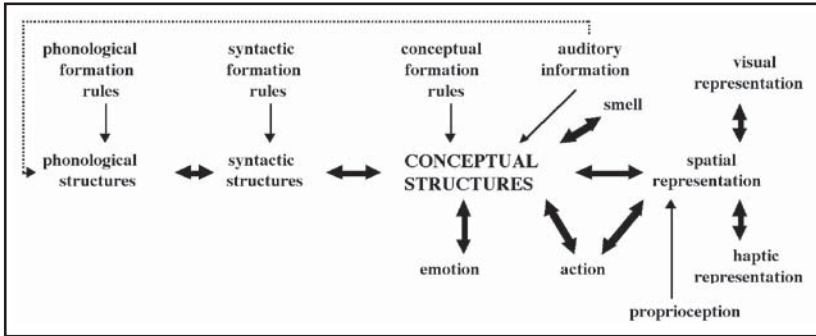 phonological
formation
rules
syntactic
formation
rules
conceptual
formation
rules
auditory
information
visual
representation
smell
phonological
structures
syntactic
structures
CONCEPTUAL
STRUCTURES
spatial
representation
emotion
action
haptic
representation
proprioception